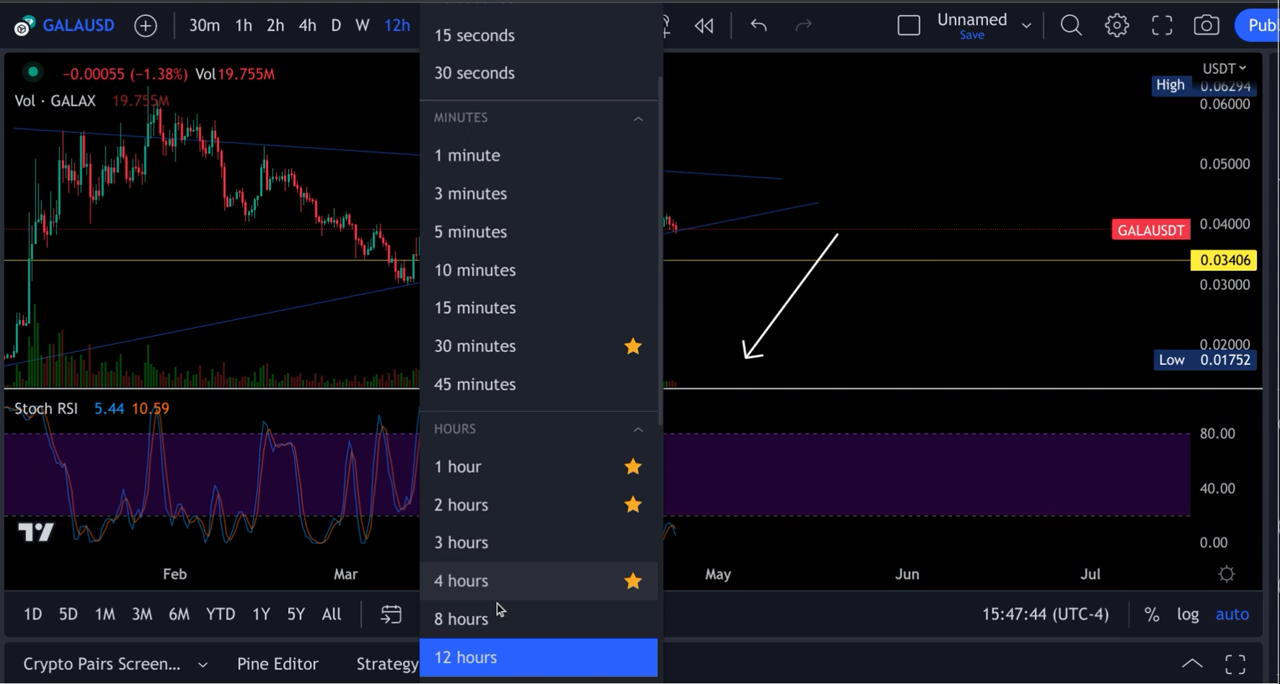 GALAUSD
30m 1h 2h 4h D W 12h
Unnamed
Save
15 seconds
30 seconds
MINUTES
1 minute
3 minutes
5 minutes
10 minutes
15 minutes
30 minutes
45 minutes
HOURS
1 hour
2 hours
3 hours
4 hours
8 hours
12 hours
−0.00055 (−1.38%) Vol 19.755M
Vol · GALAX 19.755M
USDT
High 0.06294
0.06000
0.05000
0.04000
GALAUSDT
0.03406
0.03000
0.02000
Low 0.01752
Stoch RSI 5.44 10.59
80.00
40.00
0.00
Feb Mar May Jun Jul
1D 5D 1M 3M 6M YTD 1Y 5Y All
15:47:44 (UTC-4) % log auto
Crypto Pairs Screen... Pine Editor Strategy